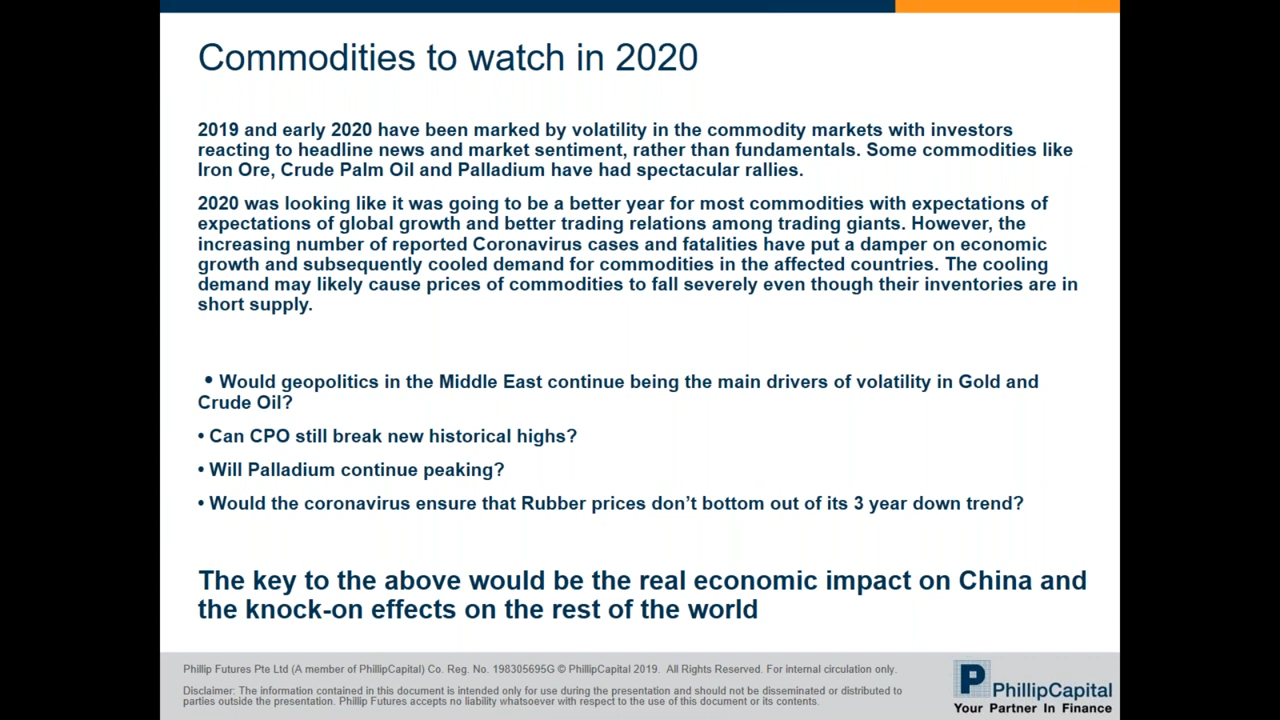 Commodities to watch in 2020
2019 and early 2020 have been marked by volatility in the commodity markets with investors
reacting to headline news and market sentiment, rather than fundamentals. Some commodities like
Iron Ore, Crude Palm Oil and Palladium have had spectacular rallies.
2020 was looking like it was going to be a better year for most commodities with expectations of
expectations of global growth and better trading relations among trading giants. However, the
increasing number of reported Coronavirus cases and fatalities have put a damper on economic
growth and subsequently cooled demand for commodities in the affected countries. The cooling
demand may likely cause prices of commodities to fall severely even though their inventories are in
short supply.
• Would geopolitics in the Middle East continue being the main drivers of volatility in Gold and
Crude Oil?
• Can CPO still break new historical highs?
• Will Palladium continue peaking?
• Would the coronavirus ensure that Rubber prices don’t bottom out of its 3 year down trend?
The key to the above would be the real economic impact on China and
the knock-on effects on the rest of the world
Phillip Futures Pte Ltd (A member of PhillipCapital) Co. Reg. No. 198305695G © PhillipCapital 2019. All Rights Reserved. For internal circulation only.
Disclaimer: The information contained in this document is intended only for use during the presentation and should not be disseminated or distributed to
parties outside the presentation. Phillip Futures accepts no liability whatsoever with respect to the use of this document or its contents.
P PhillipCapital
Your Partner In Finance